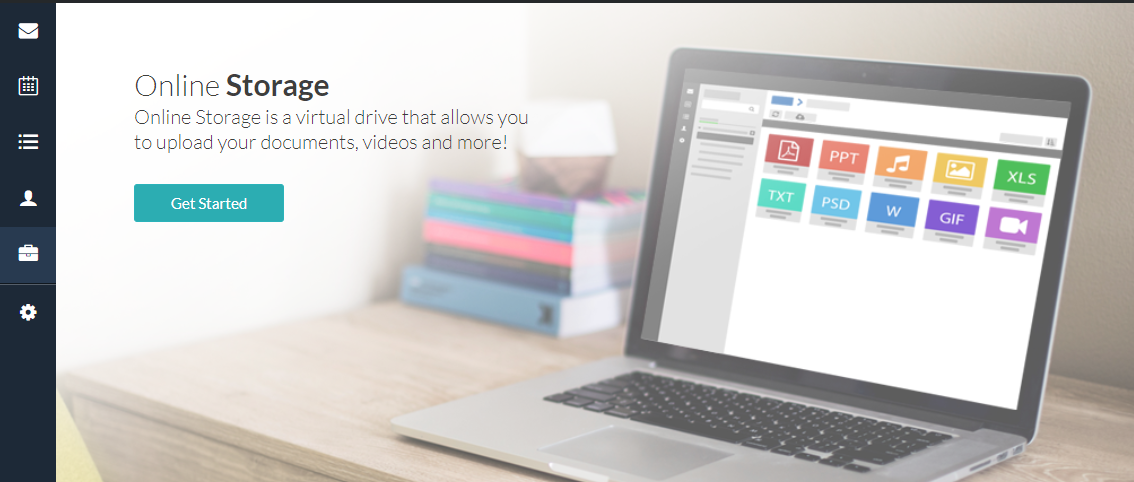 Online Storage
Online Storage is a virtual drive that allows you
to upload your documents, videos and more!
Get Started
PPT
XLS
TXT
PSD
W
GIF